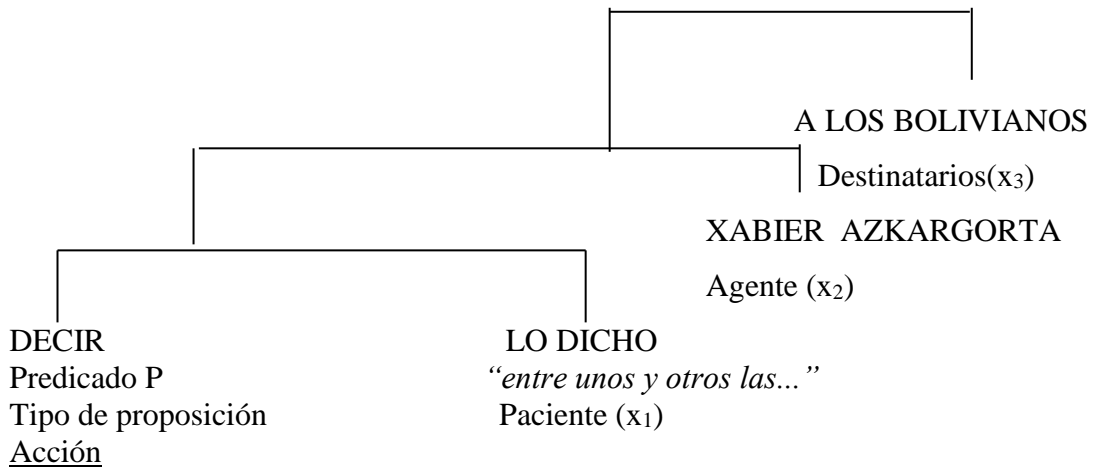 A LOS BOLIVIANOS
Destinatarios(x₃)
XABIER AZKARGORTA
Agente (x₂)
DECIR LO DICHO
Predicado P “entre unos y otros las...”
Tipo de proposición Paciente (x₁)
Acción